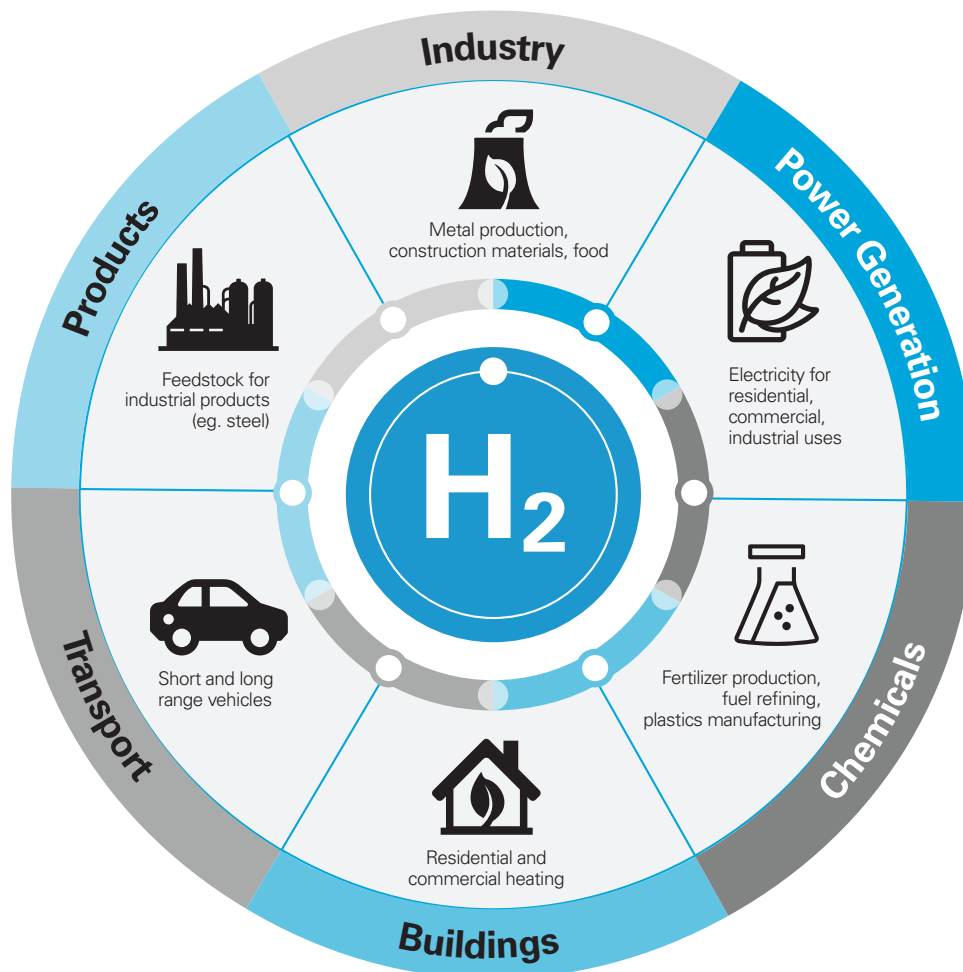 Industry
Metal production,
construction materials, food
Power Generation
Electricity for
residential,
commercial,
industrial uses
Chemicals
Fertilizer production,
fuel refining,
plastics manufacturing
Buildings
Residential and
commercial heating
Transport
Short and long
range vehicles
Products
Feedstock for
industrial products
(eg. steel)
H2